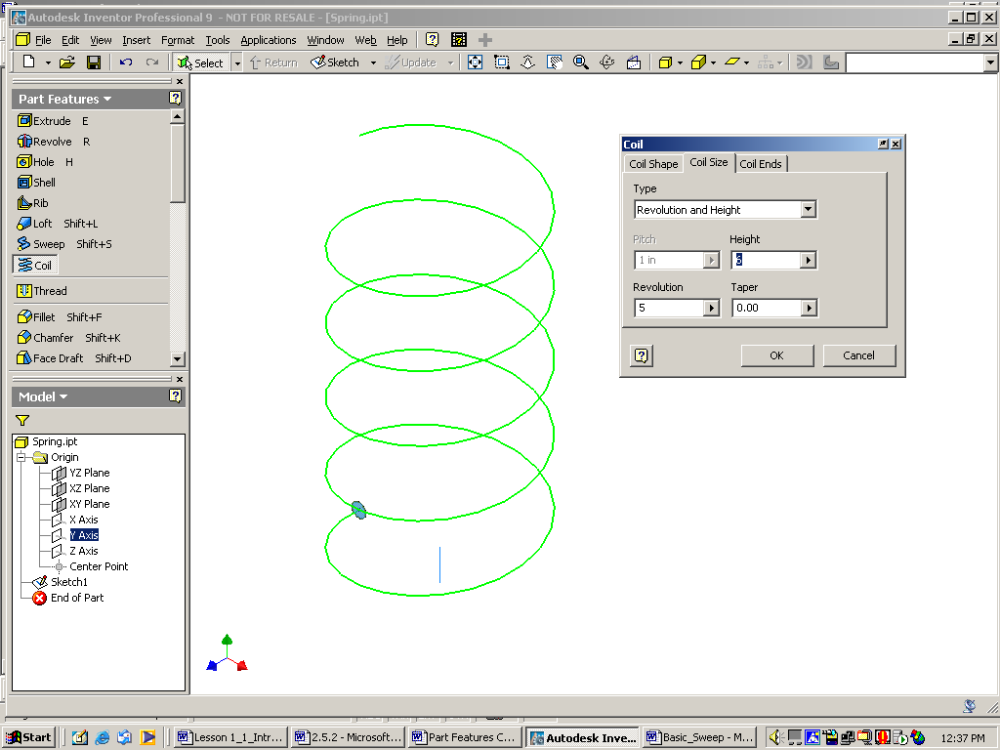 Autodesk Inventor Professional 9 - NOT FOR RESALE - [Spring.ipt]
File Edit View Insert Format Tools Applications Window Web Help
Select Return Sketch Update
Part Features
Extrude E
Revolve R
Hole H
Shell
Rib
Loft Shift+L
Sweep Shift+S
Coil
Thread
Fillet Shift+F
Chamfer Shift+K
Face Draft Shift+D
Model
Spring.ipt
Origin
YZ Plane
XZ Plane
XY Plane
X Axis
Y Axis
Z Axis
Center Point
Sketch1
End of Part
Coil
Coil Shape Coil Size Coil Ends
Type
Revolution and Height
Pitch Height
1 in 6
Revolution Taper
5 0.00
OK Cancel
Start Lesson 1_1_Intr... 2.5.2 - Microsoft... Part Features C... Autodesk Inve... Basic_Sweep - M... 12:37 PM